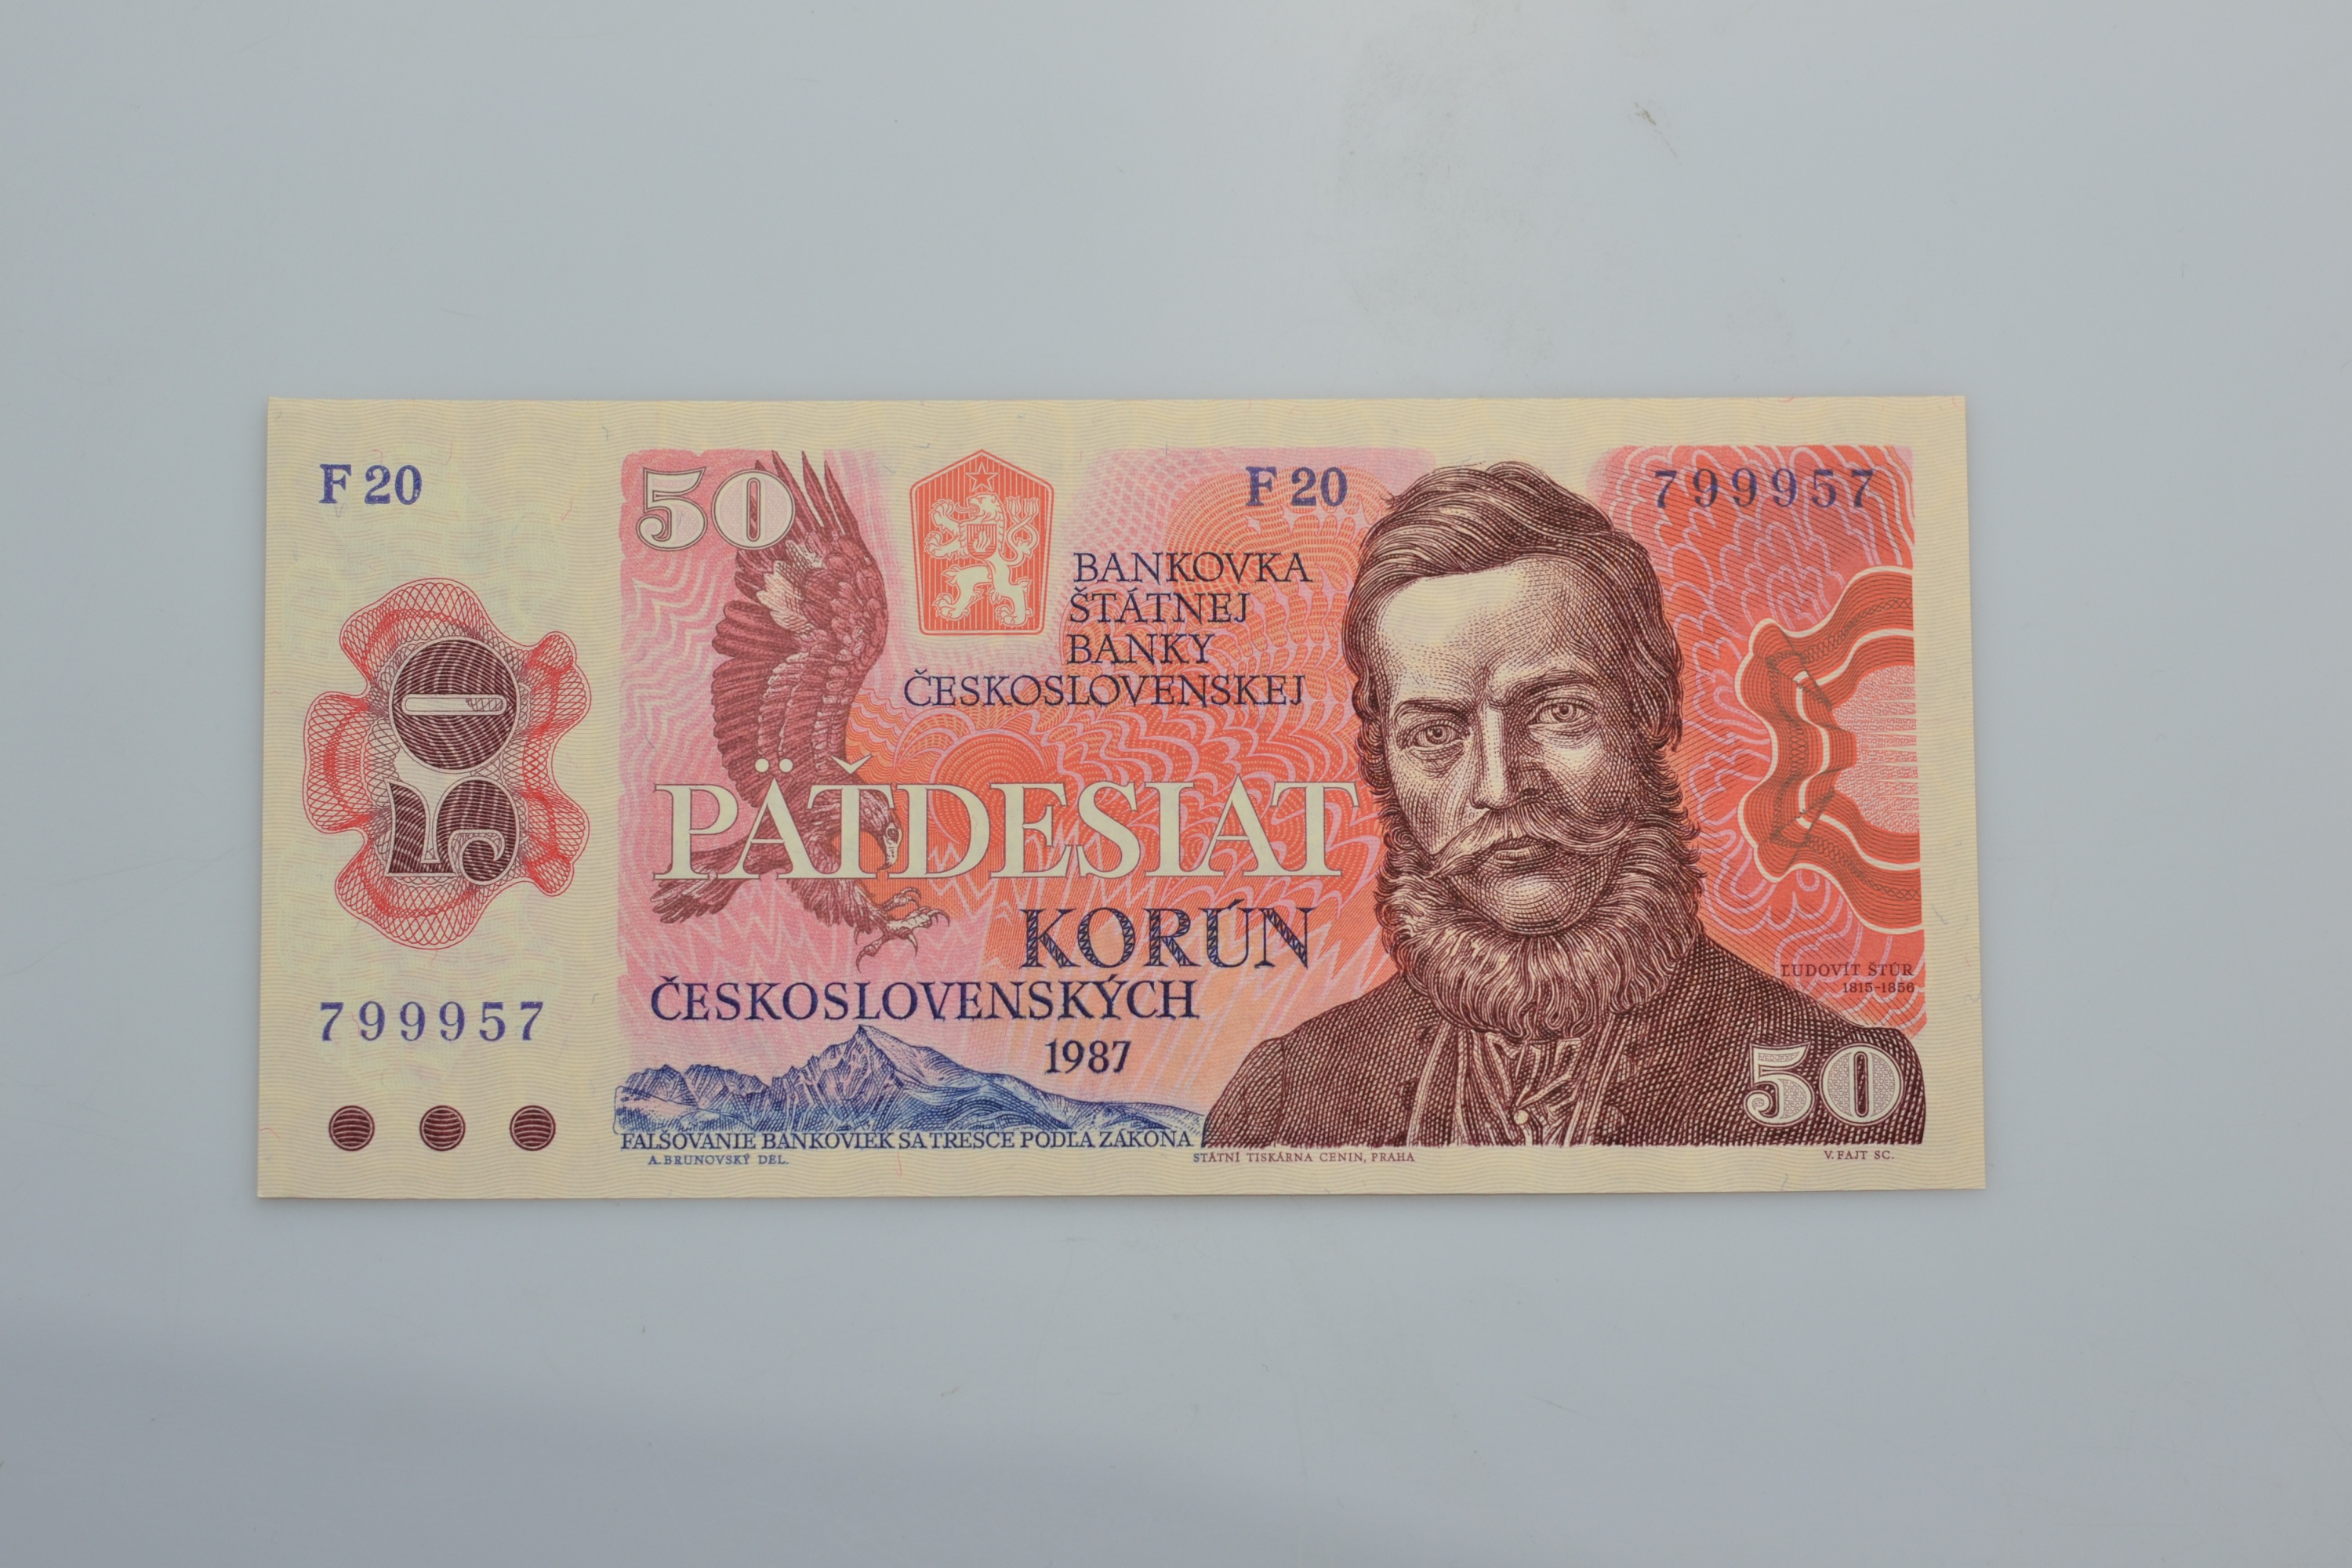 F 20
50
799957
50
F 20
799957
BANKOVKA
ŠTÁTNEJ
BANKY
ČESKOSLOVENSKEJ
PÄŤDESIAT
KORÚN
ČESKOSLOVENSKÝCH
1987
ĽUDOVÍT ŠTÚR
1815-1856
50
FALŠOVANIE BANKOVIEK SA TRESCE PODĽA ZÁKONA
A. BRUNOVSKÝ DEL.
STÁTNÍ TISKÁRNA CENIN, PRAHA
V. FAJT SC.